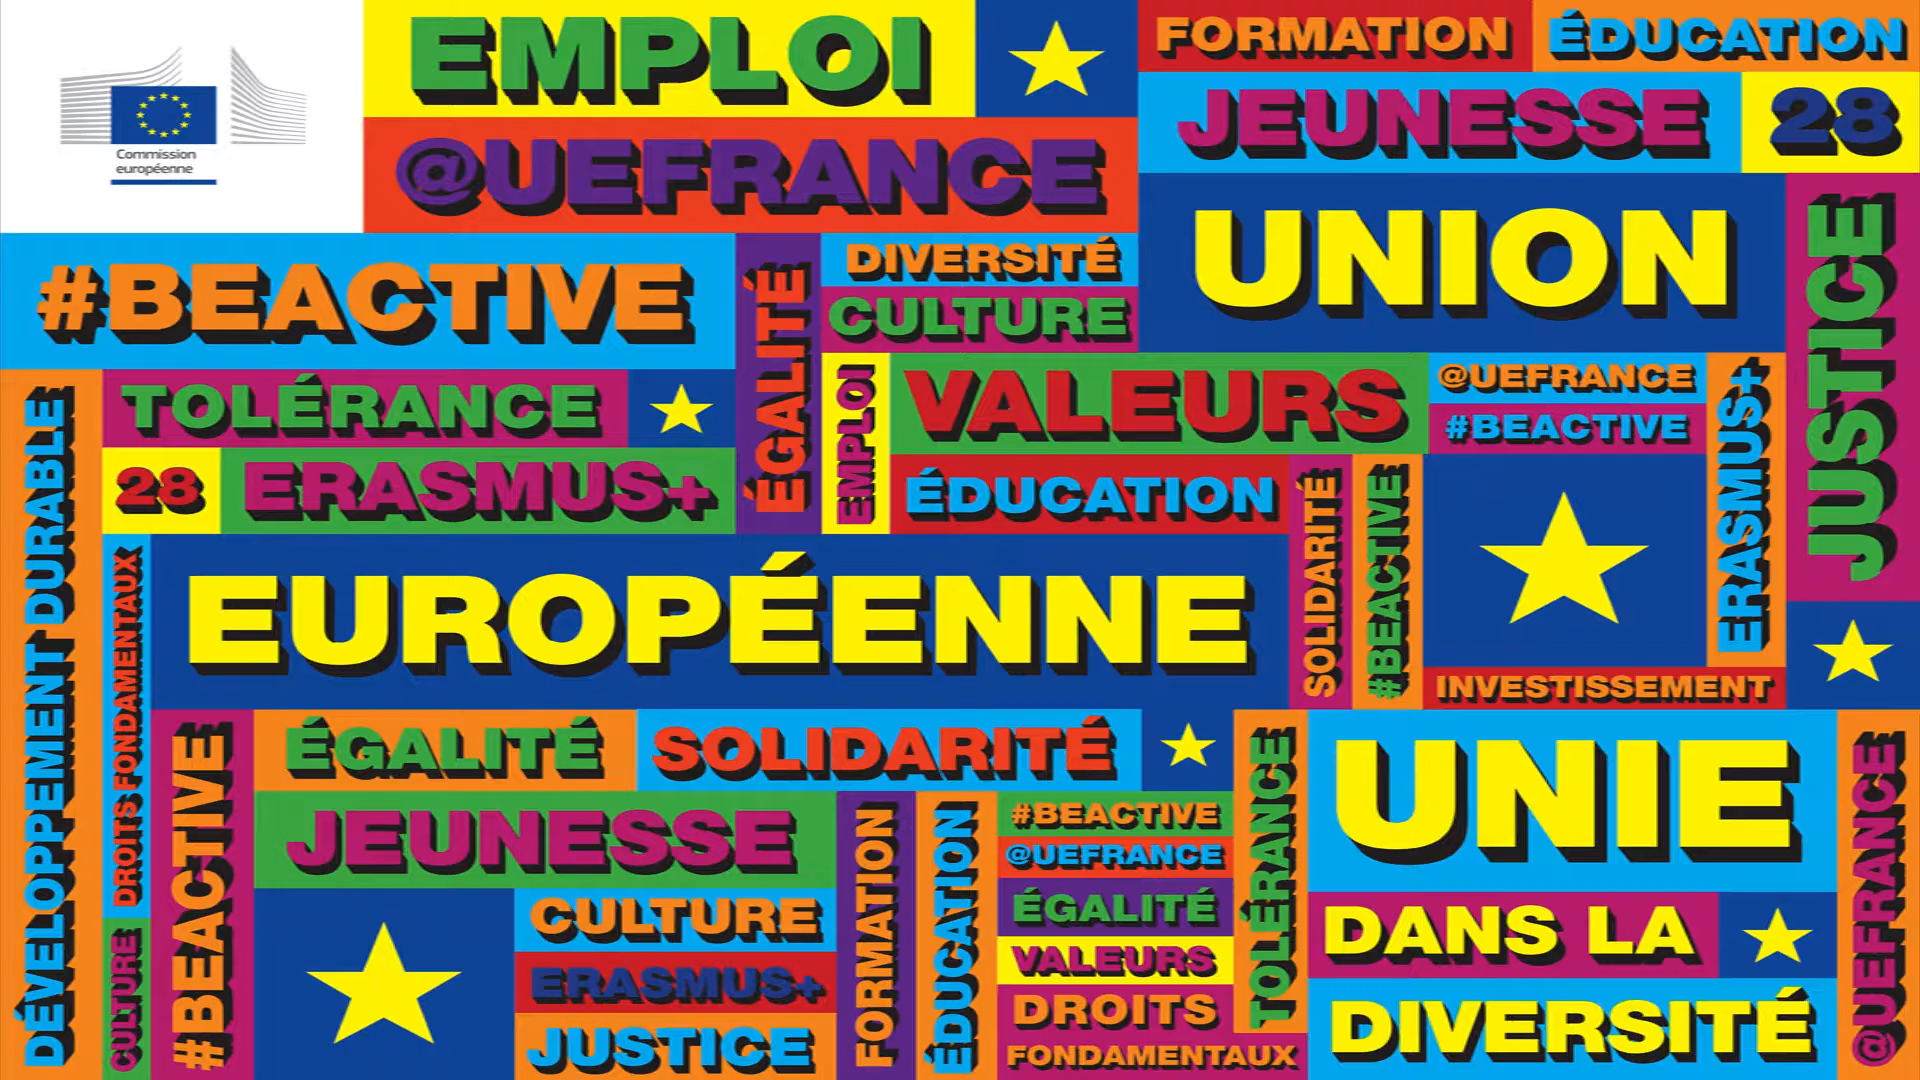 Commission
européenne
EMPLOI
@UEFRANCE
FORMATION
ÉDUCATION
JEUNESSE
28
UNION
JUSTICE
#BEACTIVE
ÉGALITÉ
DIVERSITÉ
CULTURE
EMPLOI
VALEURS
@UEFRANCE
#BEACTIVE
ERASMUS+
TOLÉRANCE
28
ERASMUS+
ÉDUCATION
SOLIDARITÉ
#BEACTIVE
INVESTISSEMENT
DÉVELOPPEMENT DURABLE
DROITS FONDAMENTAUX
CULTURE
EUROPÉENNE
#BEACTIVE
ÉGALITÉ
SOLIDARITÉ
JEUNESSE
CULTURE
ERASMUS+
JUSTICE
FORMATION
ÉDUCATION
#BEACTIVE
@UEFRANCE
ÉGALITÉ
VALEURS
DROITS
FONDAMENTAUX
TOLÉRANCE
UNIE
DANS LA
DIVERSITÉ
@UEFRANCE